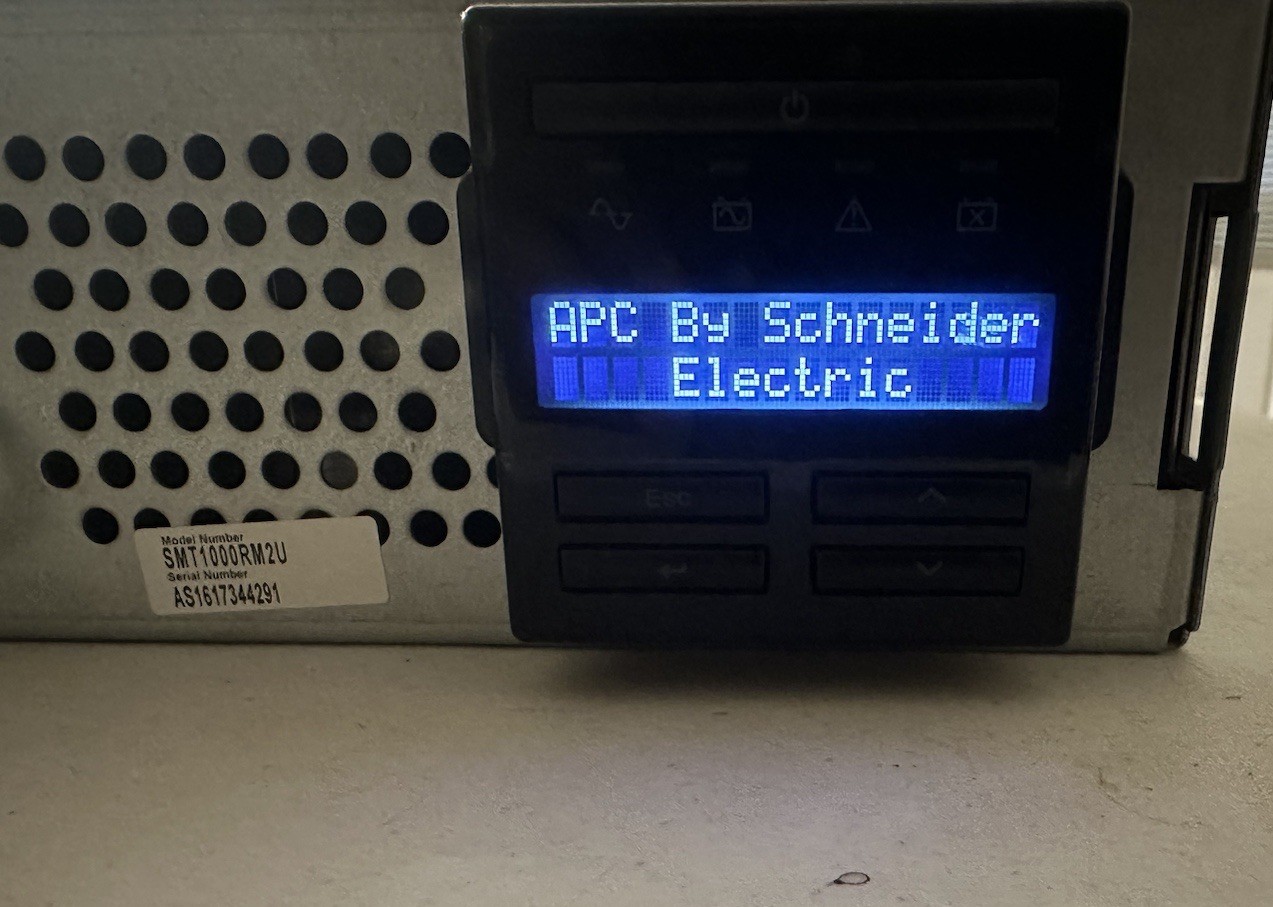 APC By Schneider
Electric
Esc
Model Number
SMT1000RM2U
Serial Number
AS1617344291